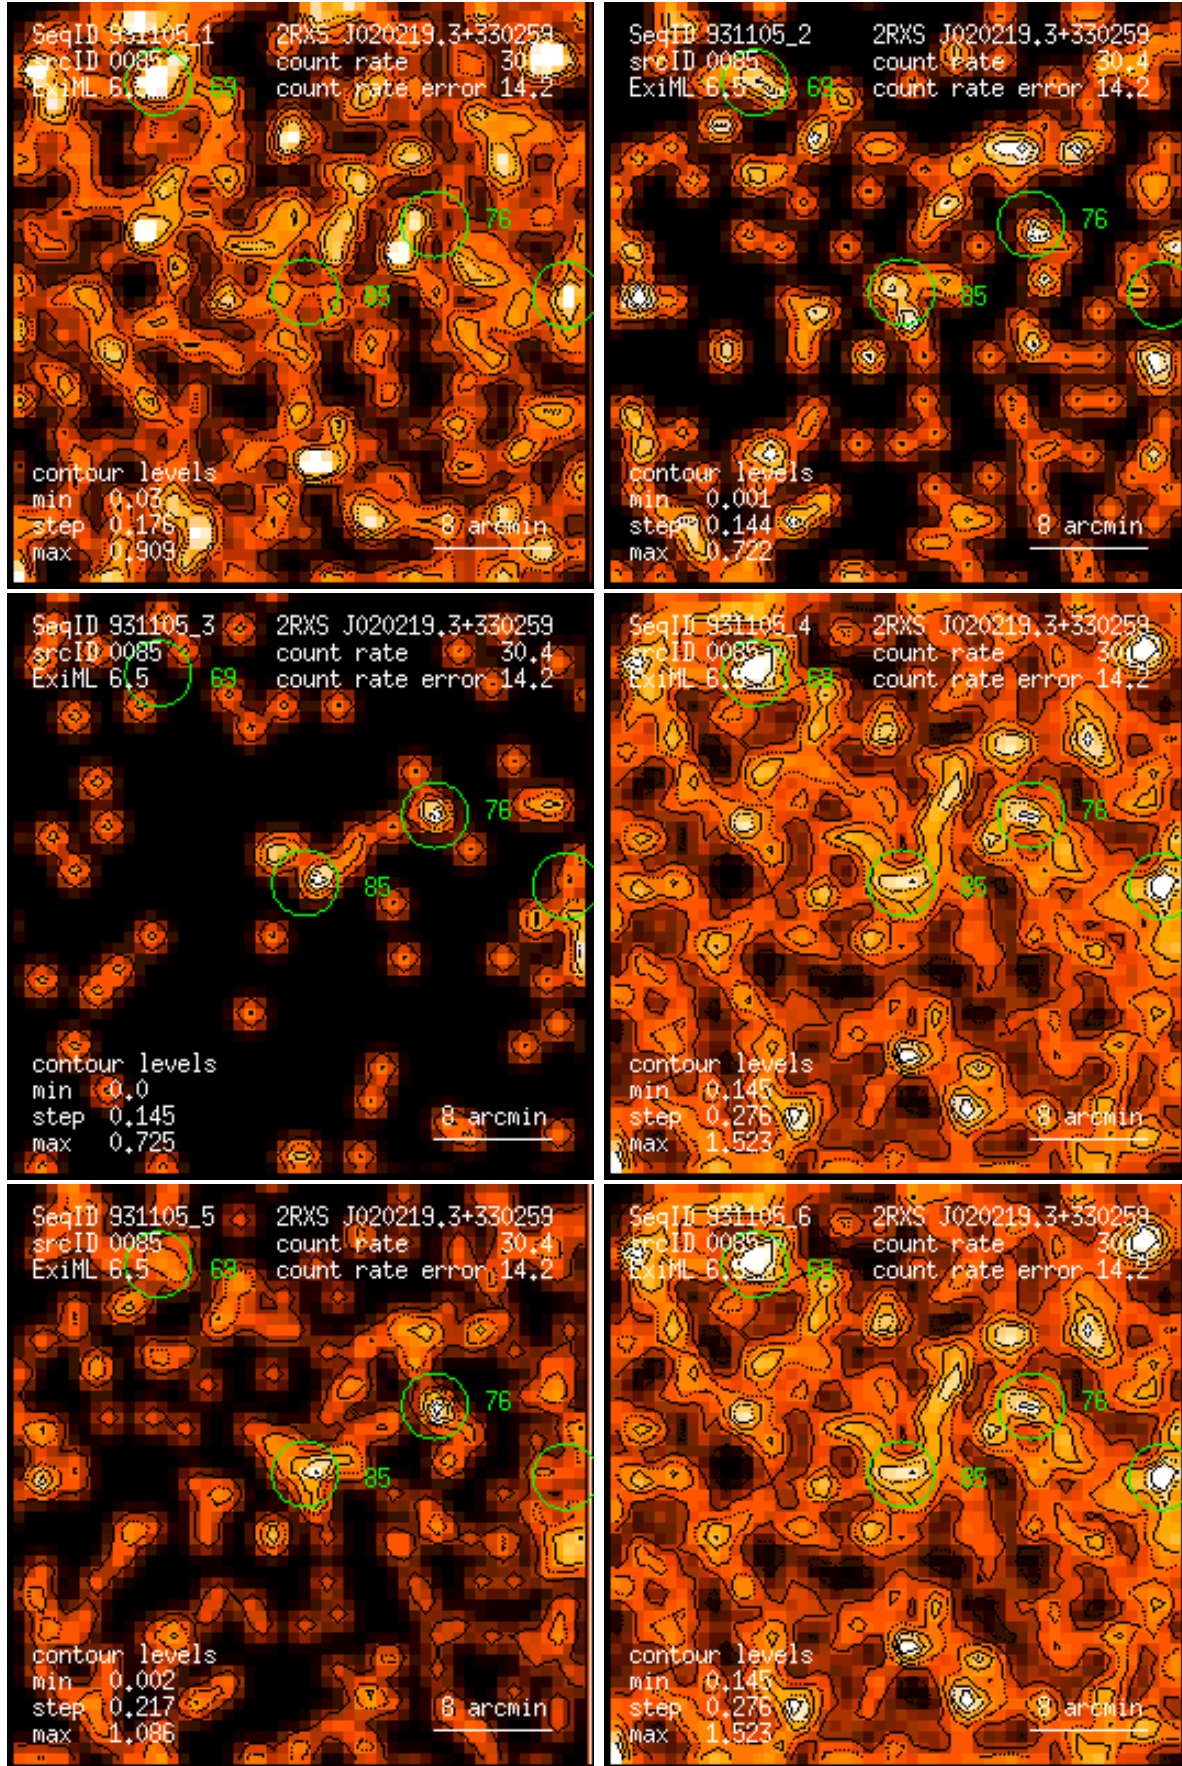 SeqID 931105_1 2RXS J020219.3+330259
srcID 0085 count rate 30
ExiML 6.5 69 count rate error 14.2
76
85
contour levels
min 0.03
step 0.176
max 0.909
8 arcmin
SeqID 931105_2 2RXS J020219.3+330259
srcID 0085 count rate 30.4
ExiML 6.5 69 count rate error 14.2
76
85
contour levels
min 0.001
step 0.144
max 0.722
8 arcmin
SeqID 931105_3 2RXS J020219.3+330259
srcID 0085 count rate 30.4
ExiML 6.5 69 count rate error 14.2
76
85
contour levels
min 0.0
step 0.145
max 0.725
8 arcmin
SeqID 931105_4 2RXS J020219.3+330259
srcID 0085 count rate 30
ExiML 69 count rate error 14.2
76
85
contour levels
min 0.145
step 0.276
max 1.523
8 arcmin
SeqID 931105_5 2RXS J020219.3+330259
srcID 0085 count rate 30.4
ExiML 6.5 69 count rate error 14.2
76
85
contour levels
min 0.002
step 0.217
max 1.086
8 arcmin
SeqID 931105_6 2RXS J020219.3+330259
srcID 0085 count rate 30
ExiML 69 count rate error 14.2
76
85
contour levels
min 0.145
step 0.276
max 1.523
8 arcmin